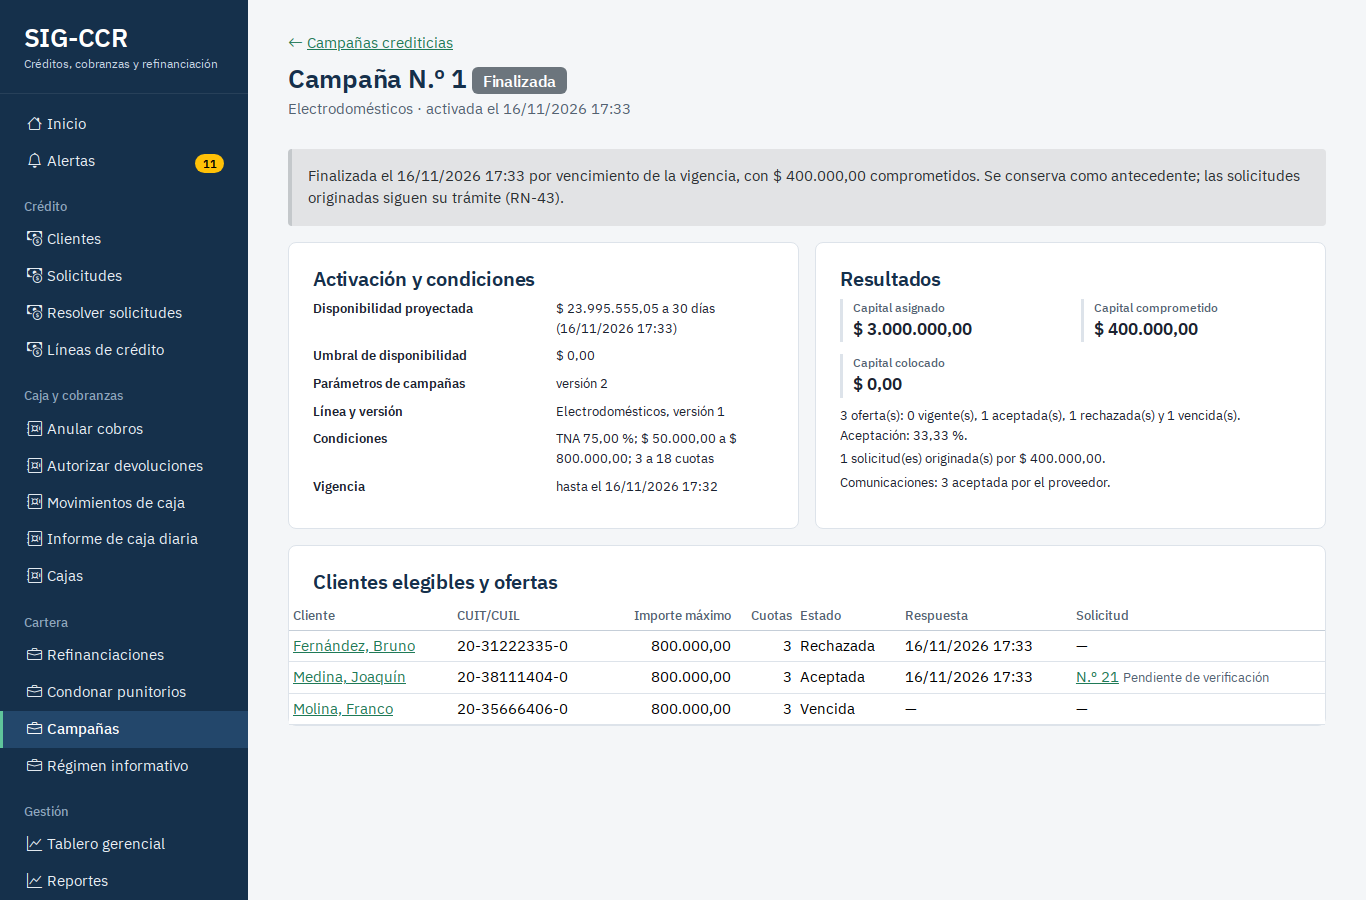 SIG-CCR
Créditos, cobranzas y refinanciación
Inicio
Alertas 11
Crédito
Clientes
Solicitudes
Resolver solicitudes
Líneas de crédito
Caja y cobranzas
Anular cobros
Autorizar devoluciones
Movimientos de caja
Informe de caja diaria
Cajas
Cartera
Refinanciaciones
Condonar punitorios
Campañas
Régimen informativo
Gestión
Tablero gerencial
Reportes
← Campañas crediticias
Campaña N.º 1 Finalizada
Electrodomésticos · activada el 16/11/2026 17:33
Finalizada el 16/11/2026 17:33 por vencimiento de la vigencia, con $ 400.000,00 comprometidos. Se conserva como antecedente; las solicitudes
originadas siguen su trámite (RN-43).
Activación y condiciones
Disponibilidad proyectada $ 23.995.555,05 a 30 días
(16/11/2026 17:33)
Umbral de disponibilidad $ 0,00
Parámetros de campañas versión 2
Línea y versión Electrodomésticos, versión 1
Condiciones TNA 75,00 %; $ 50.000,00 a $
800.000,00; 3 a 18 cuotas
Vigencia hasta el 16/11/2026 17:32
Resultados
Capital asignado Capital comprometido
$ 3.000.000,00 $ 400.000,00
Capital colocado
$ 0,00
3 oferta(s): 0 vigente(s), 1 aceptada(s), 1 rechazada(s) y 1 vencida(s).
Aceptación: 33,33 %.
1 solicitud(es) originada(s) por $ 400.000,00.
Comunicaciones: 3 aceptada por el proveedor.
Clientes elegibles y ofertas
Cliente CUIT/CUIL Importe máximo Cuotas Estado Respuesta Solicitud
Fernández, Bruno 20-31222335-0 800.000,00 3 Rechazada 16/11/2026 17:33 —
Medina, Joaquín 20-38111404-0 800.000,00 3 Aceptada 16/11/2026 17:33 N.º 21 Pendiente de verificación
Molina, Franco 20-35666406-0 800.000,00 3 Vencida — —